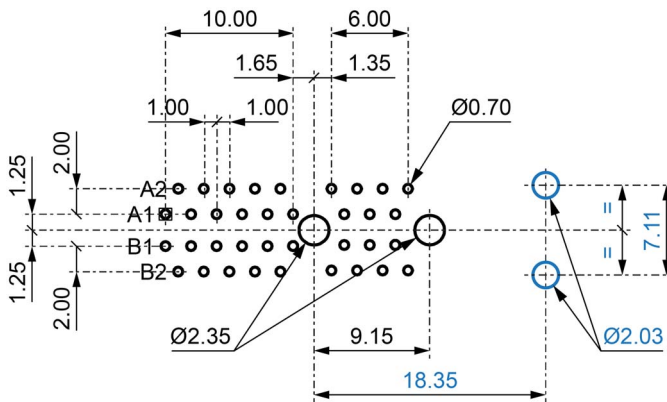 10.00
6.00
1.65
1.35
1.00
1.00
Ø0.70
2.00
1.25
A2
A1
B1
B2
1.25
2.00
=
=
7.11
Ø2.35
9.15
Ø2.03
18.35